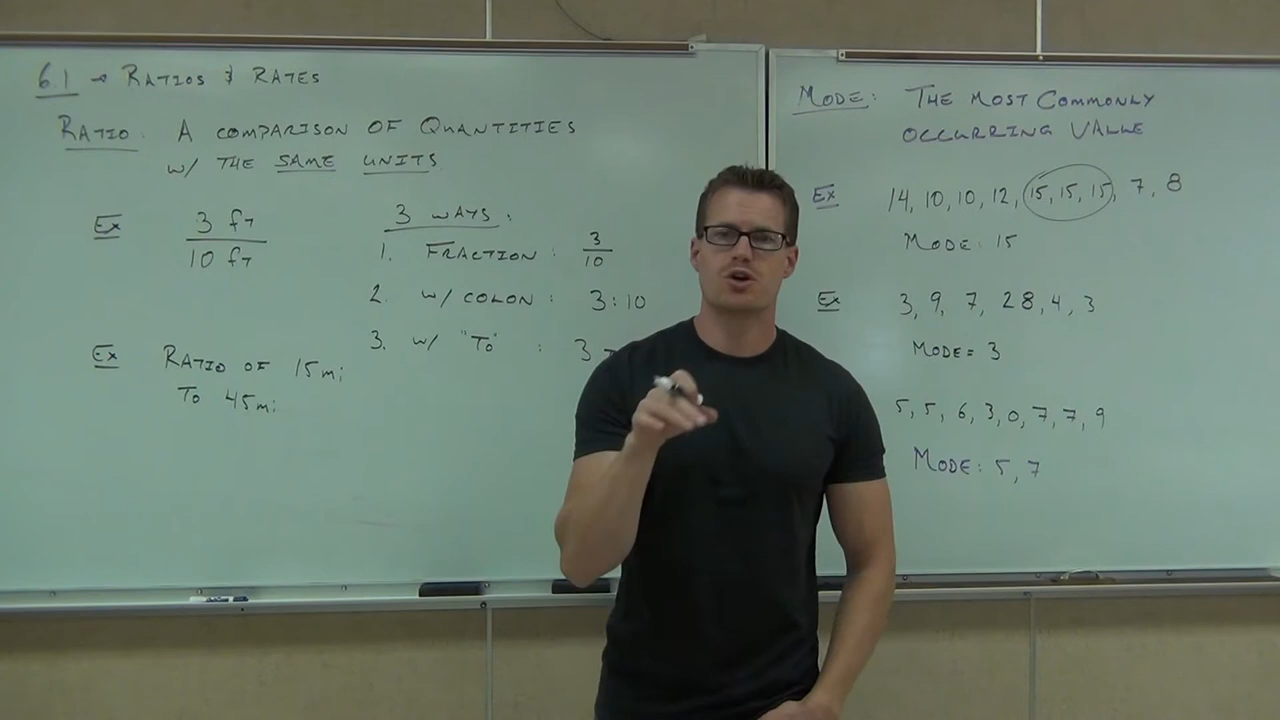 6.1 → RATIOS & RATES
RATIO: A COMPARISON OF QUANTITIES
W/ THE SAME UNITS.
Ex 3 ft
10 ft
3 WAYS:
1. FRACTION: 3
10
2. W/ COLON: 3:10
3. W/ "TO": 3
Ex RATIO OF 15mi
TO 45mi
MODE: THE MOST COMMONLY
OCCURRING VALUE
Ex 14, 10, 10, 12, 15, 15, 15, 7, 8
MODE: 15
Ex 3, 9, 7, 28, 4, 3
MODE = 3
5, 5, 6, 3, 0, 7, 7, 9
MODE: 5, 7